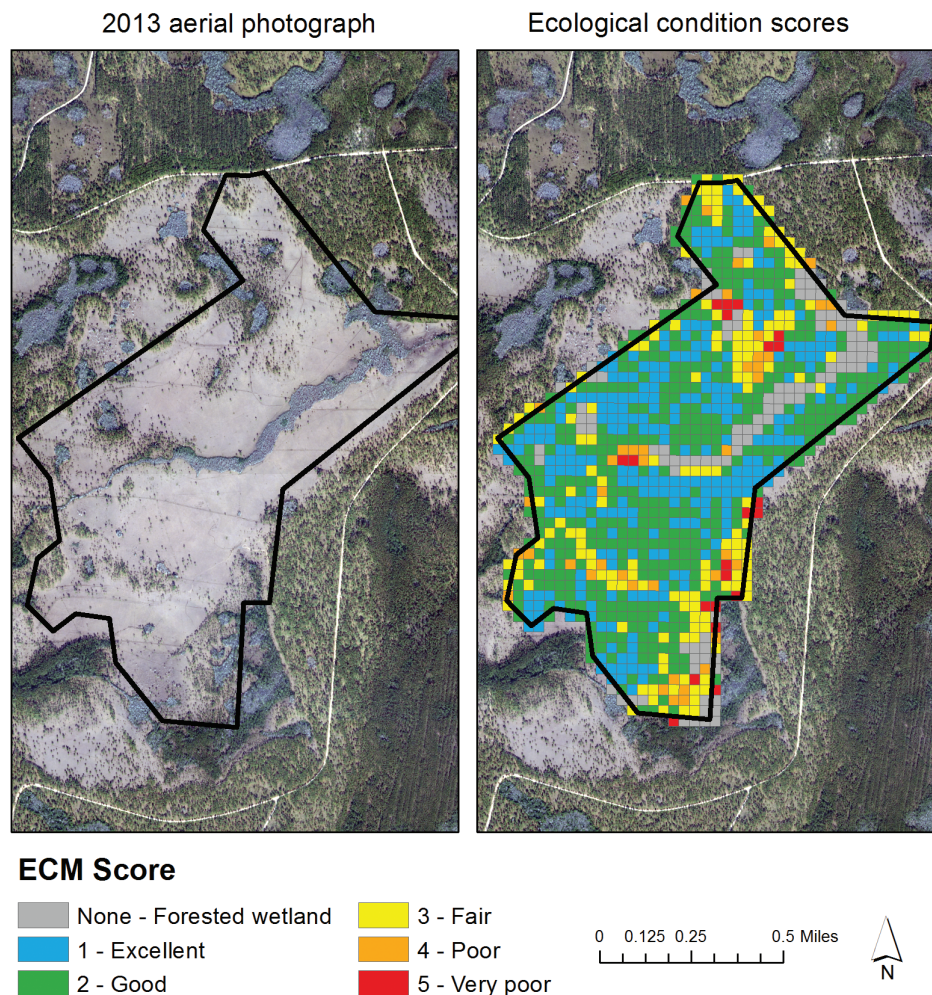 2013 aerial photograph
Ecological condition scores
ECM Score
None - Forested wetland
1 - Excellent
2 - Good
3 - Fair
4 - Poor
5 - Very poor
0 0.125 0.25 0.5 Miles
N